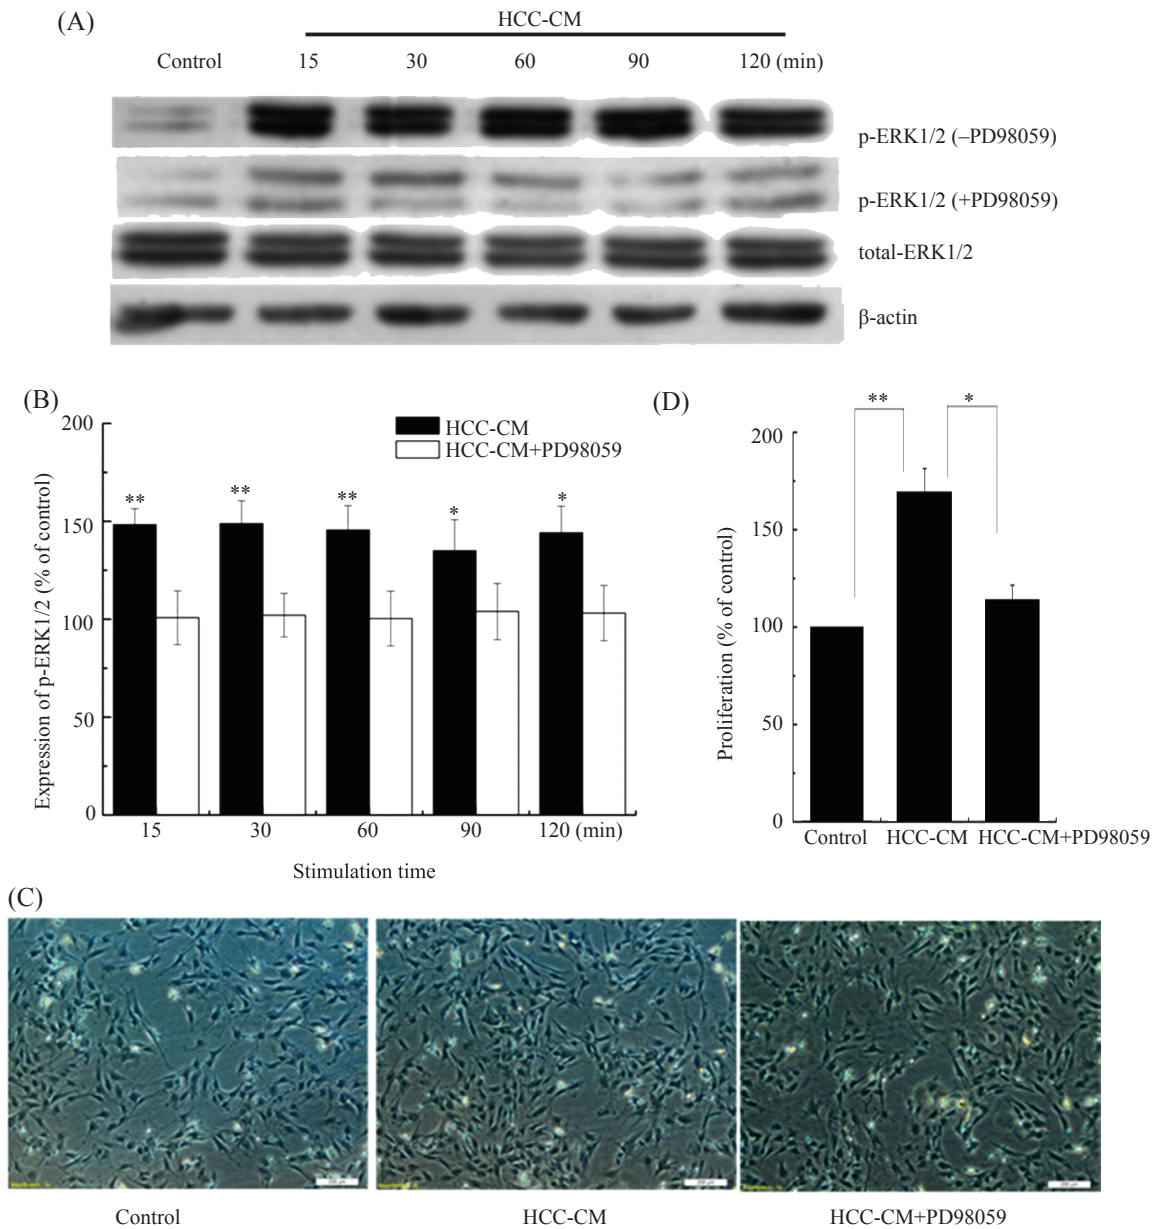 (A)
HCC-CM
Control 15 30 60 90 120 (min)
p-ERK1/2 (–PD98059)
p-ERK1/2 (+PD98059)
total-ERK1/2
β-actin
(B)
200
150
100
50
0
Expression of p-ERK1/2 (% of control)
HCC-CM
HCC-CM+PD98059
** ** ** * *
15 30 60 90 120 (min)
Stimulation time
(D)
** *
200
150
100
50
0
Proliferation (% of control)
Control HCC-CM HCC-CM+PD98059
(C)
Control HCC-CM HCC-CM+PD98059